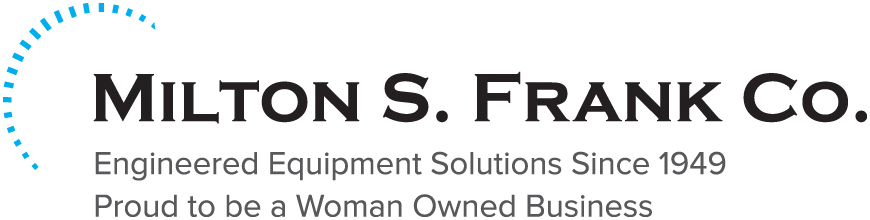 Milton S. Frank Co.
Engineered Equipment Solutions Since 1949
Proud to be a Woman Owned Business